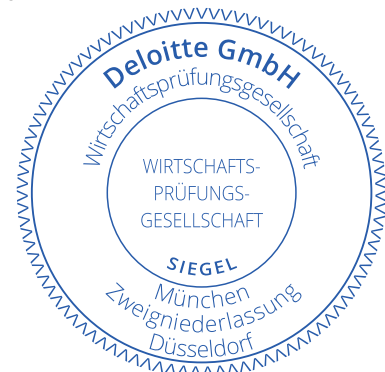 Deloitte GmbH
Wirtschaftsprüfungsgesellschaft
WIRTSCHAFTS-
PRÜFUNGS-
GESELLSCHAFT
SIEGEL
München
Zweigniederlassung
Düsseldorf